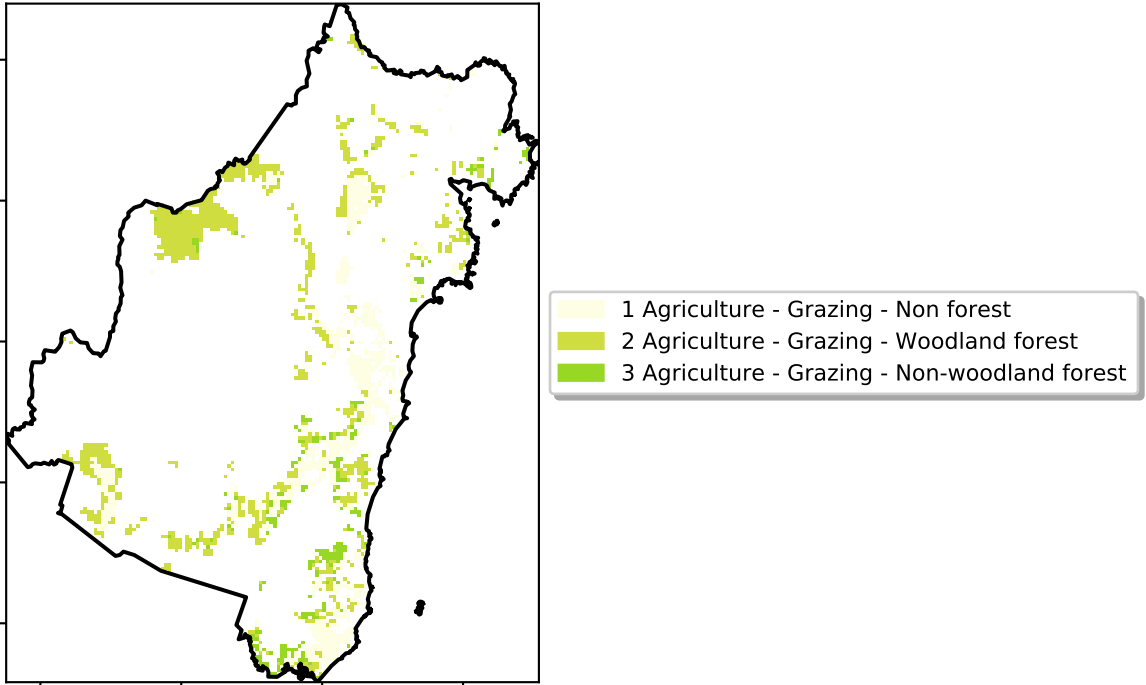 1 Agriculture - Grazing - Non forest
2 Agriculture - Grazing - Woodland forest
3 Agriculture - Grazing - Non-woodland forest